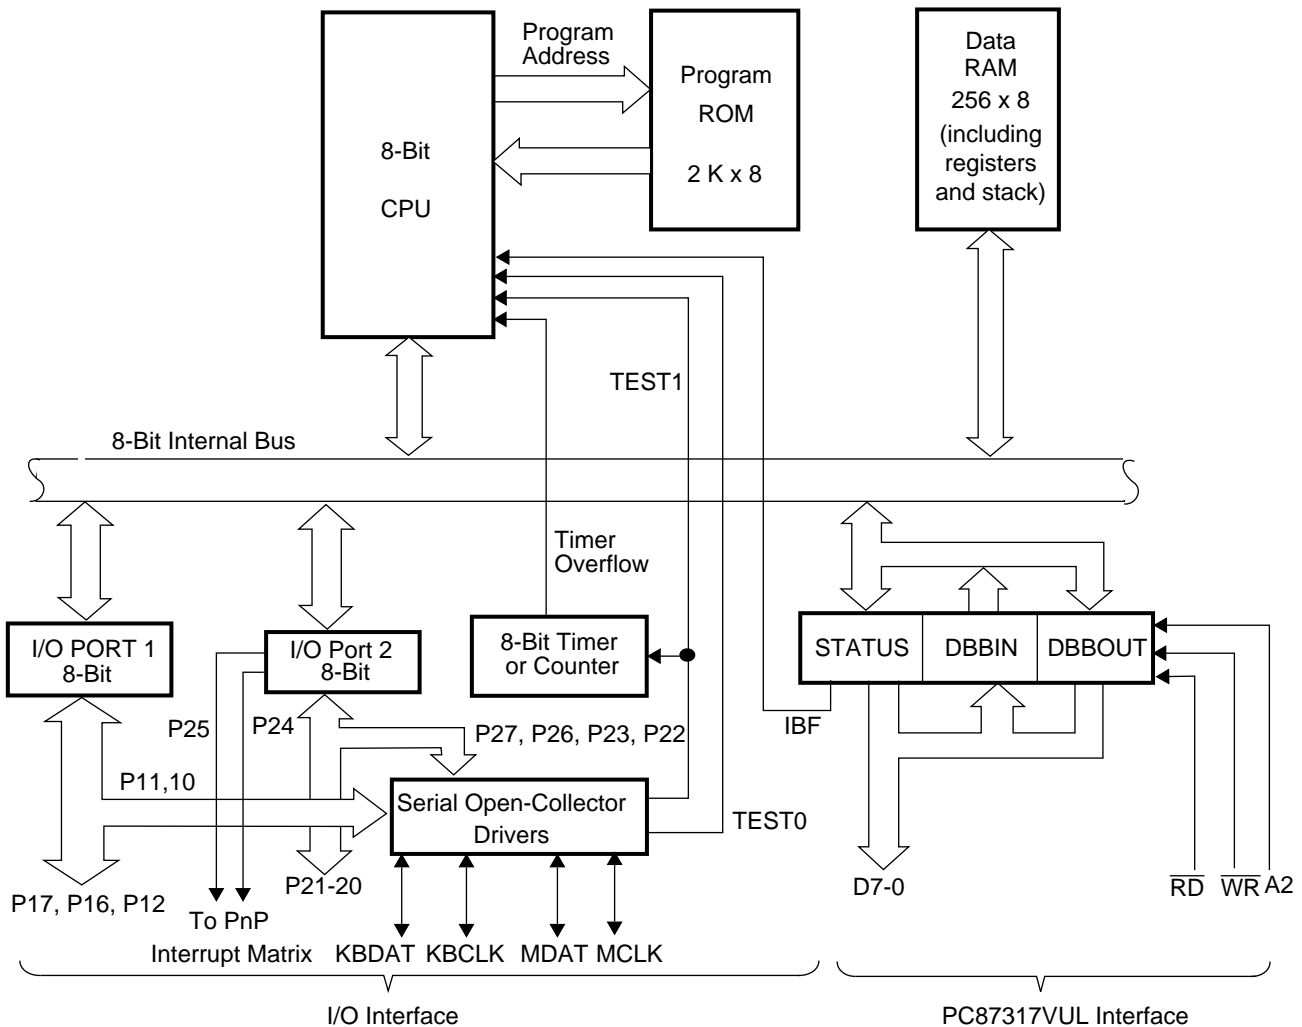 Program
Address
8-Bit
CPU
Program
ROM
2 K x 8
Data
RAM
256 x 8
(including
registers
and stack)
TEST1
8-Bit Internal Bus
Timer
Overflow
I/O PORT 1
8-Bit
I/O Port 2
8-Bit
8-Bit Timer
or Counter
STATUS
DBBIN
DBBOUT
P25
P24
P27, P26, P23, P22
IBF
P11,10
Serial Open-Collector
Drivers
TEST0
P17, P16, P12
To PnP
Interrupt Matrix
P21-20
KBDAT
KBCLK
MDAT
MCLK
D7-0
RD
WR
A2
I/O Interface
PC87317VUL Interface